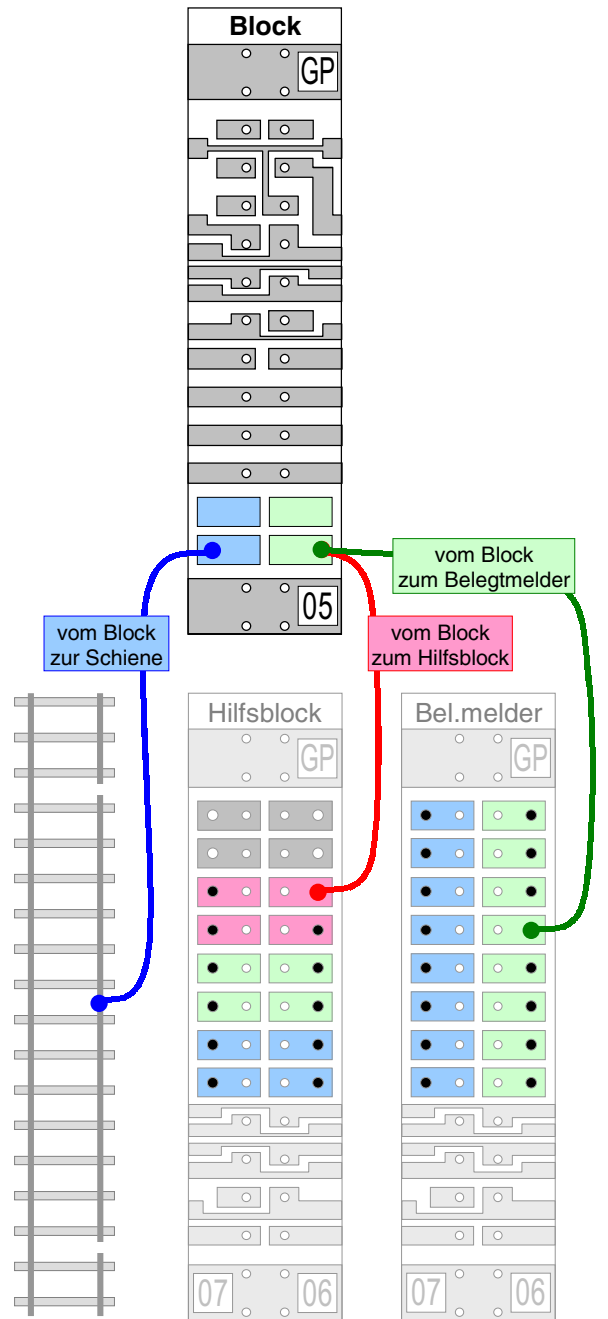 Block
GP
vom Block
zum Belegtmelder
05
vom Block
zur Schiene
vom Block
zum Hilfsblock
Hilfsblock
Bel.melder
GP
GP
07 06
07 06